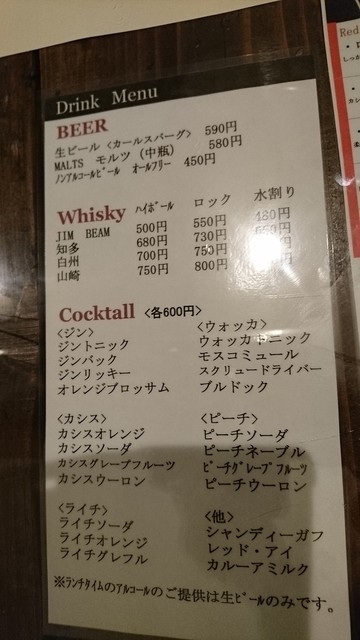 Drink Menu
BEER
生ビール <カールスバーグ> 590円
MALTS モルツ (中瓶) 580円
ノンアルコールビール オールフリー 450円
Whisky ハイボール ロック 水割り
JIM BEAM 500円 550円 480円
知多 680円 730円
白州 700円 750円
山崎 750円 800円
Cocktall <各600円>
<ジン>
ジントニック
ジンバック
ジンリッキー
オレンジブロッサム
<ウォッカ>
ウォッカトニック
モスコミュール
スクリュードライバー
ブルドック
<カシス>
カシスオレンジ
カシスソーダ
カシスグレープフルーツ
カシスウーロン
<ピーチ>
ピーチソーダ
ピーチネーブル
ピーチグレープフルーツ
ピーチウーロン
<ライチ>
ライチソーダ
ライチオレンジ
ライチグレフル
<他>
シャンディーガフ
レッド・アイ
カルーアミルク
※ランチタイムのアルコールのご提供は生ビールのみです。
Red